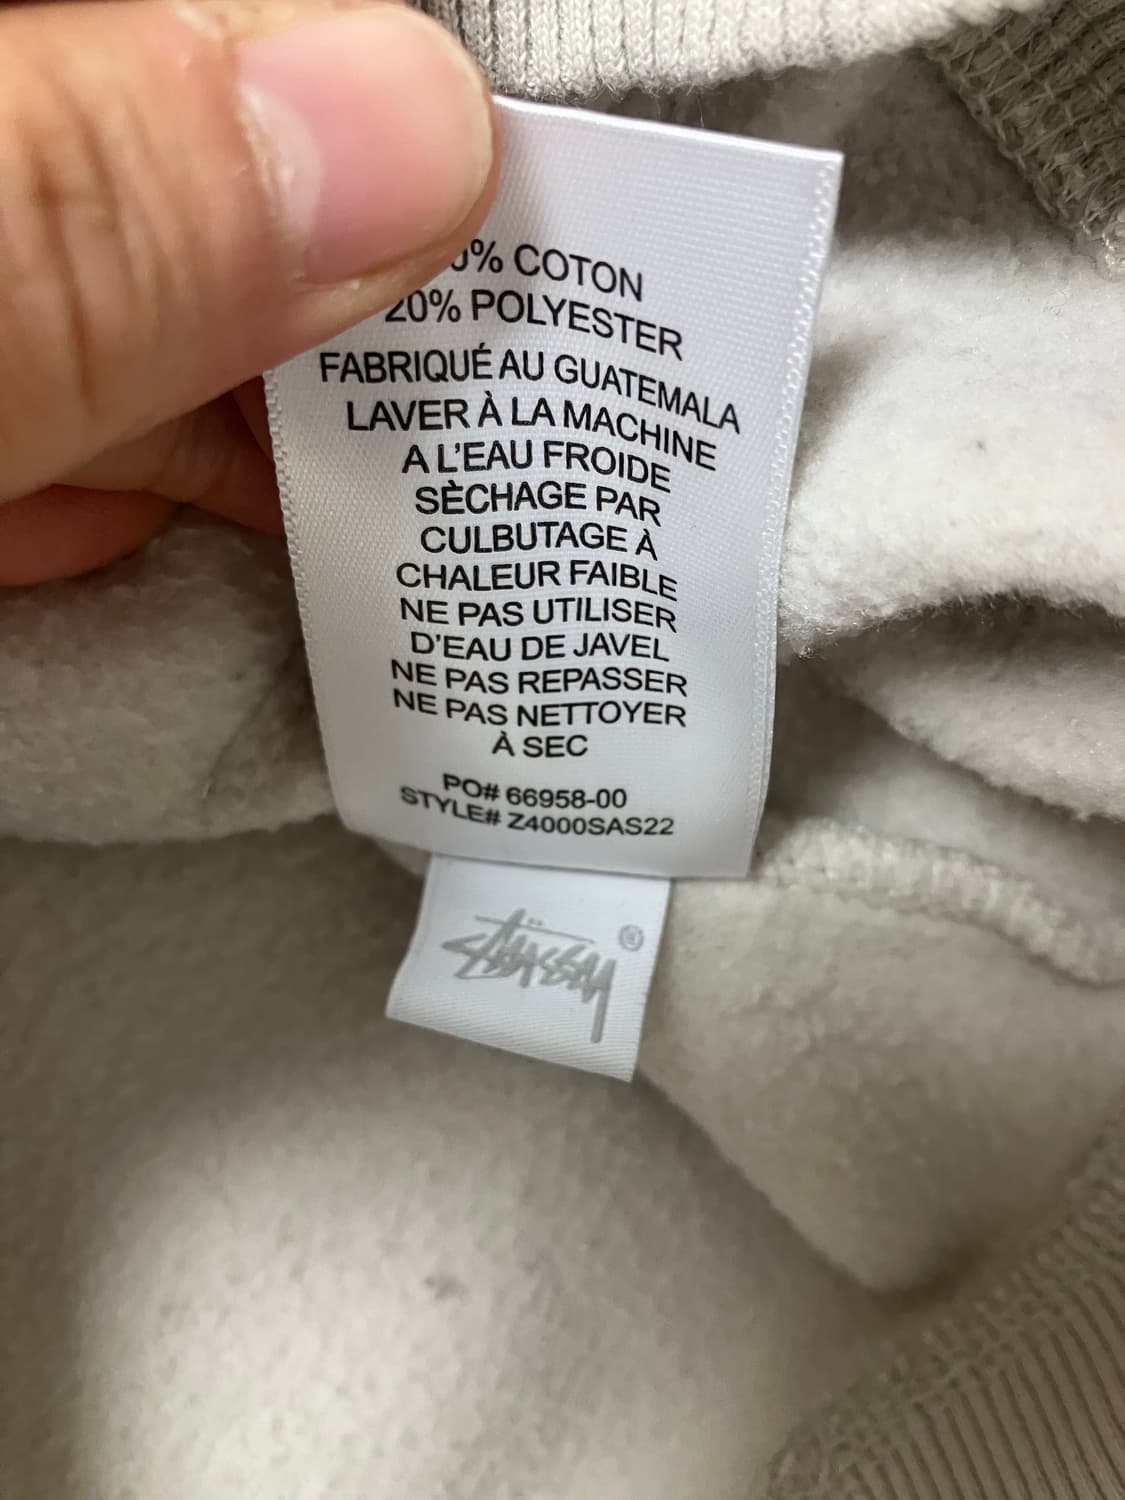 0% COTON
20% POLYESTER
FABRIQUÉ AU GUATEMALA
LAVER À LA MACHINE
A L'EAU FROIDE
SÈCHAGE PAR
CULBUTAGE À
CHALEUR FAIBLE
NE PAS UTILISER
D'EAU DE JAVEL
NE PAS REPASSER
NE PAS NETTOYER
À SEC
PO# 66958-00
STYLE# Z4000SAS22
Stüssy ®